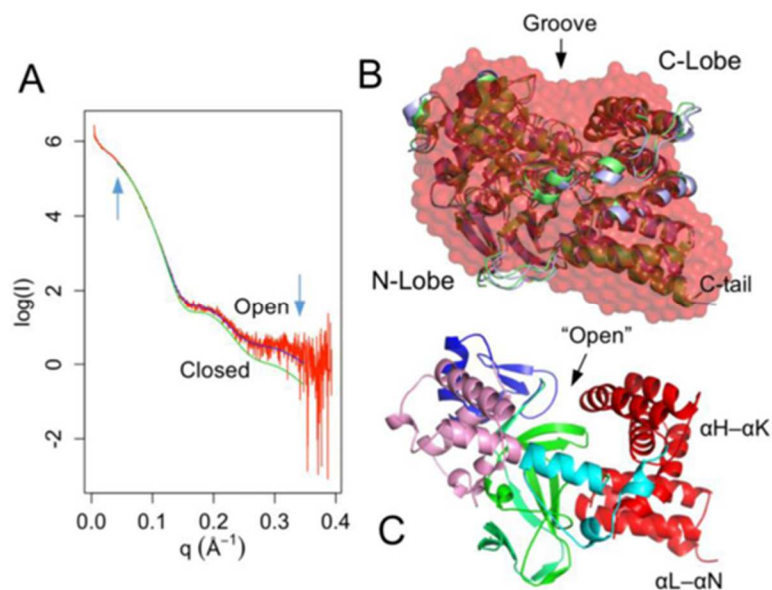 A
6
4
2
0
-2
log(I)
Open
Closed
0.0 0.1 0.2 0.3 0.4
q (Å⁻¹)
B
Groove
C-Lobe
N-Lobe
C-tail
"Open"
αH–αK
C
αL–αN